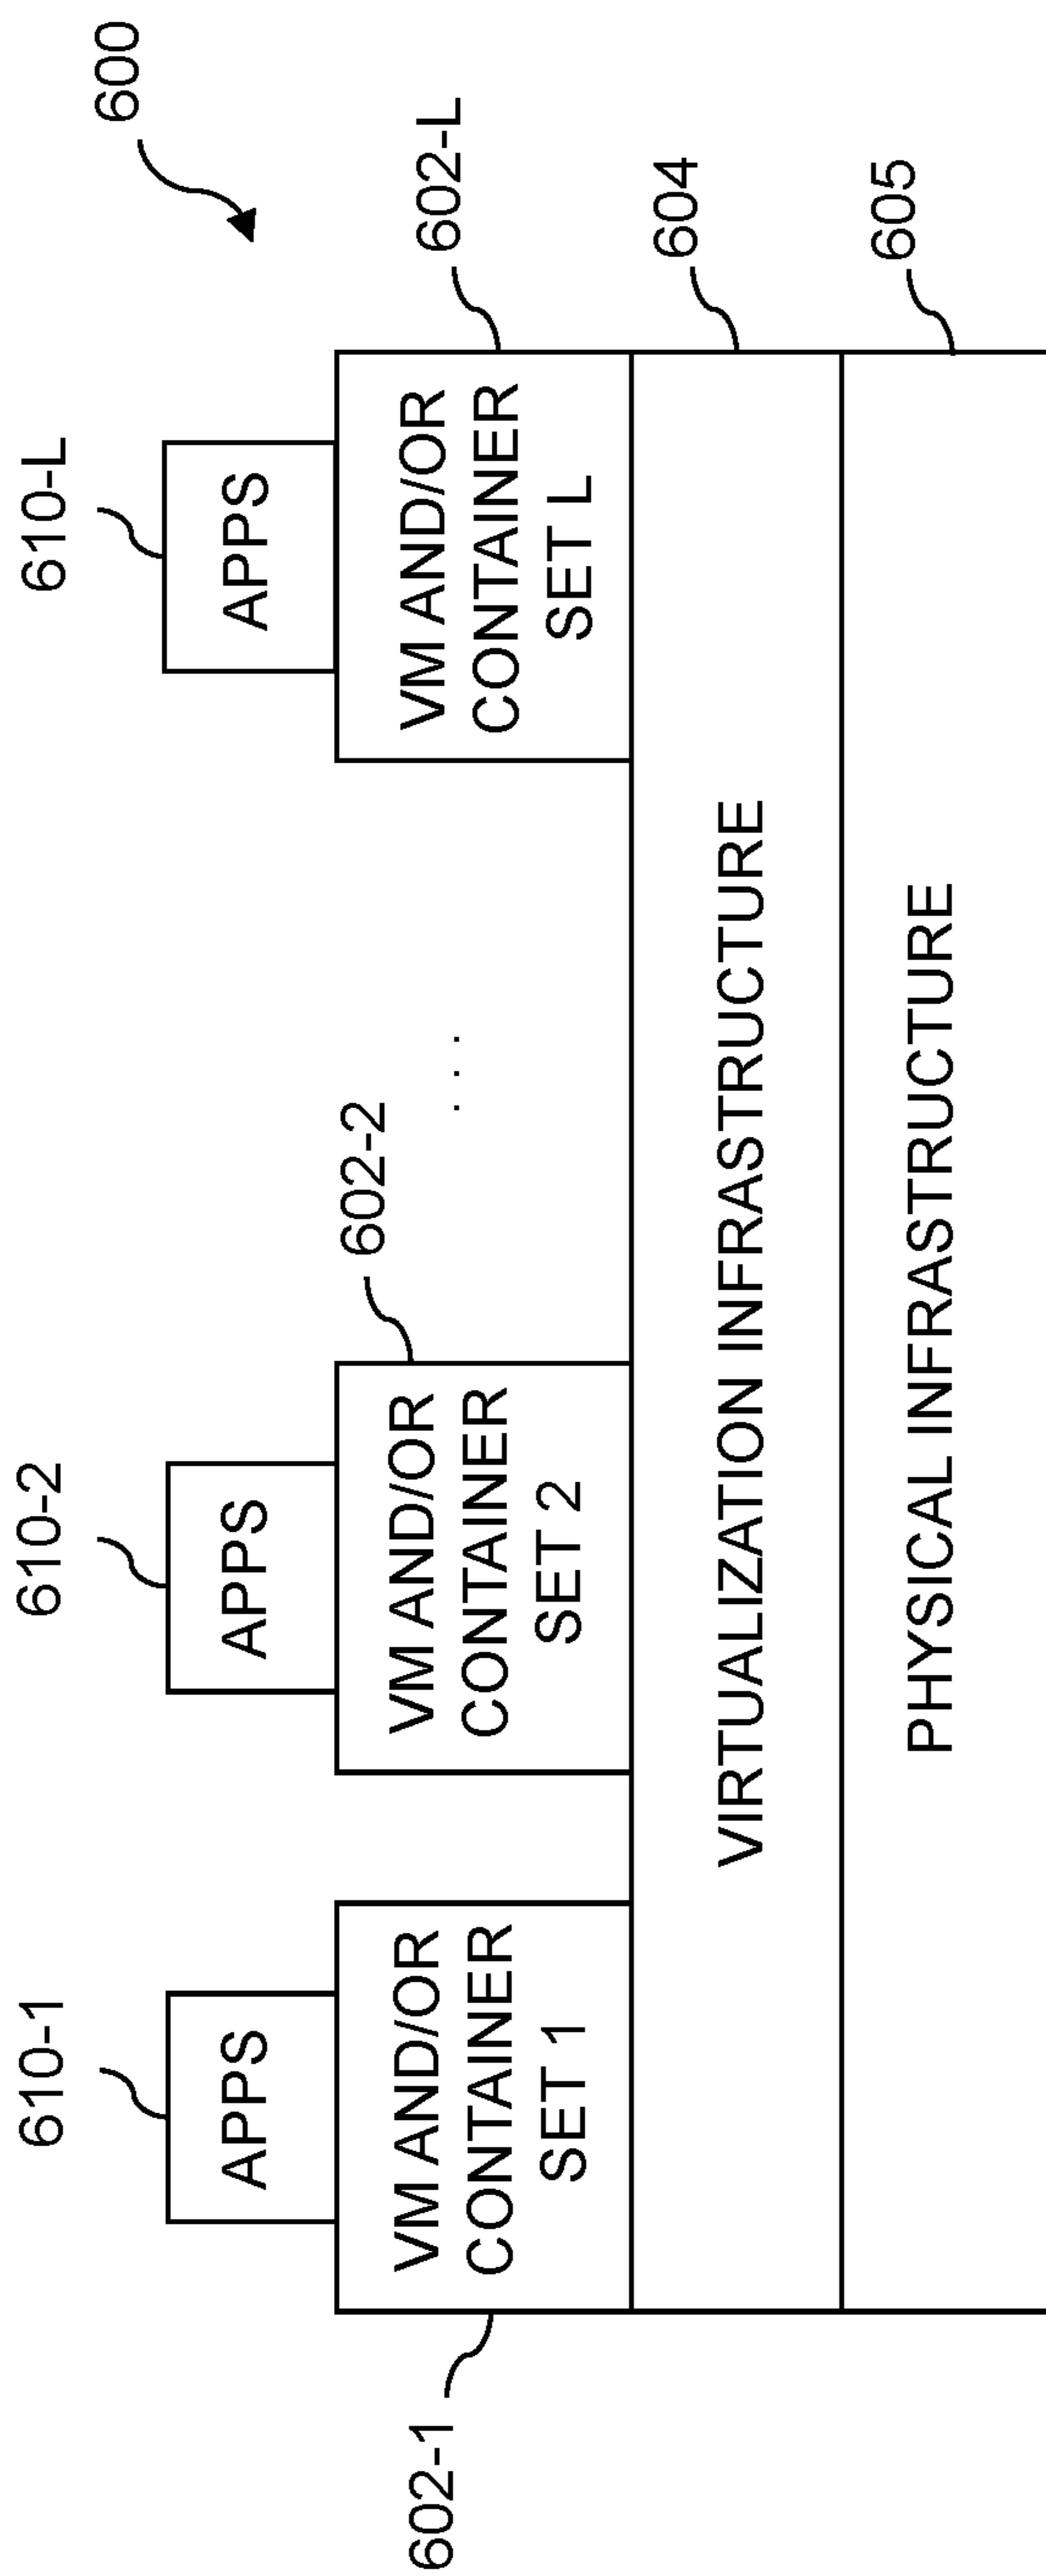 600
610-1
610-2
610-L
APPS
APPS
APPS
602-1
VM AND/OR
CONTAINER
SET 1
VM AND/OR
CONTAINER
SET 2
602-2
. . .
VM AND/OR
CONTAINER
SET L
602-L
VIRTUALIZATION INFRASTRUCTURE
604
PHYSICAL INFRASTRUCTURE
605